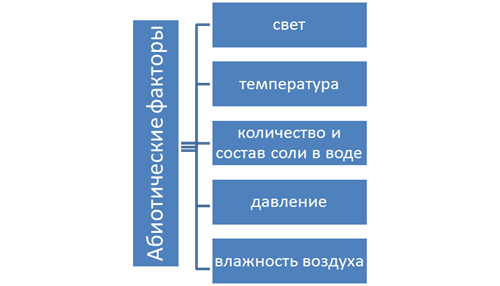 Абиотические факторы
свет
температура
количество и
состав соли в воде
давление
влажность воздуха